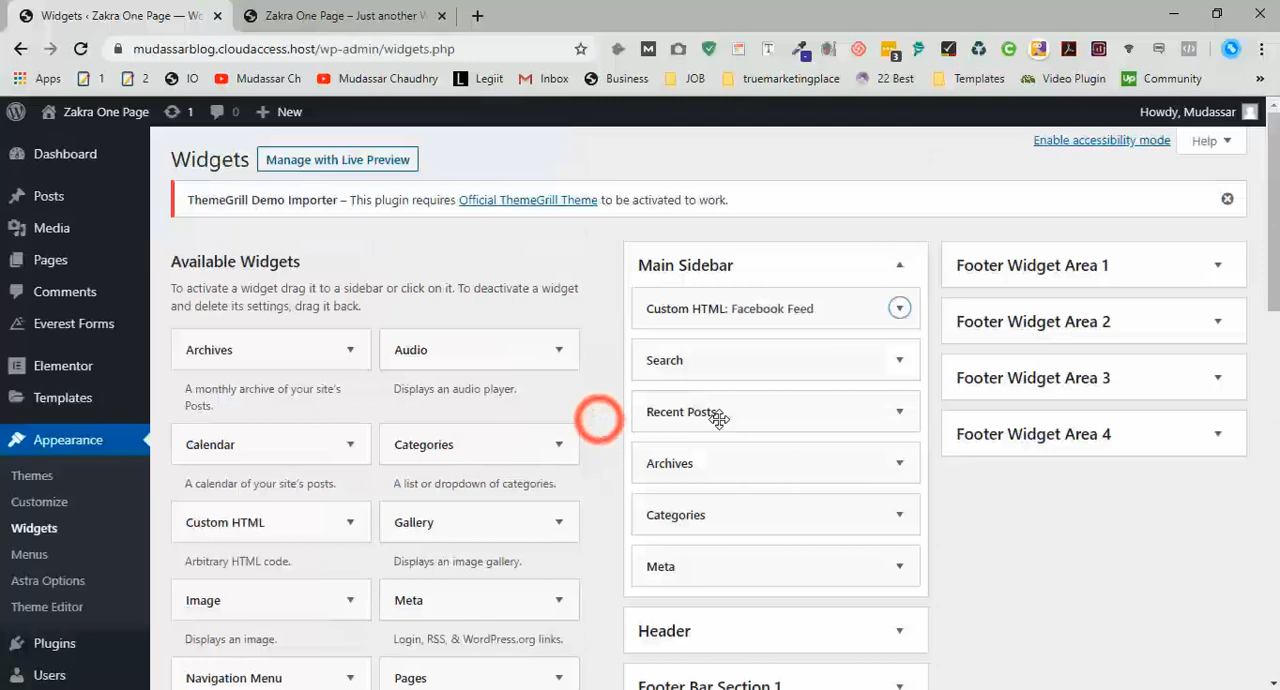 Widgets ‹ Zakra One Page — Wo
Zakra One Page – Just another W
mudassarblog.cloudaccess.host/wp-admin/widgets.php
Apps
1
2
IO
Mudassar Ch
Mudassar Chaudhry
Legiit
Inbox
Business
JOB
truemarketingplace
22 Best
Templates
Video Plugin
Community
Zakra One Page
1
0
New
Howdy, Mudassar
Dashboard
Posts
Media
Pages
Comments
Everest Forms
Elementor
Templates
Appearance
Themes
Customize
Widgets
Menus
Astra Options
Theme Editor
Plugins
Users
Enable accessibility mode
Help
Widgets
Manage with Live Preview
ThemeGrill Demo Importer – This plugin requires Official ThemeGrill Theme to be activated to work.
Available Widgets
To activate a widget drag it to a sidebar or click on it. To deactivate a widget
and delete its settings, drag it back.
Archives
Audio
A monthly archive of your site's
Posts.
Displays an audio player.
Calendar
Categories
A calendar of your site's posts.
A list or dropdown of categories.
Custom HTML
Gallery
Arbitrary HTML code.
Displays an image gallery.
Image
Meta
Displays an image.
Login, RSS, & WordPress.org links.
Navigation Menu
Pages
Main Sidebar
Custom HTML: Facebook Feed
Search
Recent Posts
Archives
Categories
Meta
Header
Footer Bar Section 1
Footer Widget Area 1
Footer Widget Area 2
Footer Widget Area 3
Footer Widget Area 4